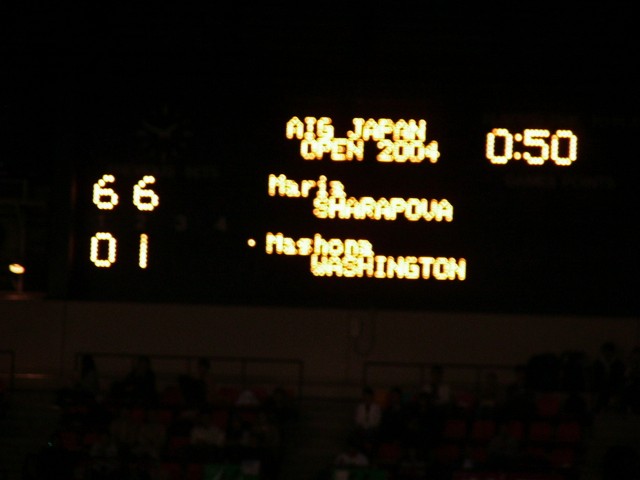 AIG JAPAN
OPEN 2004
0:50
6 6
Maria
SHARAPOVA
0 1
Mashona
WASHINGTON